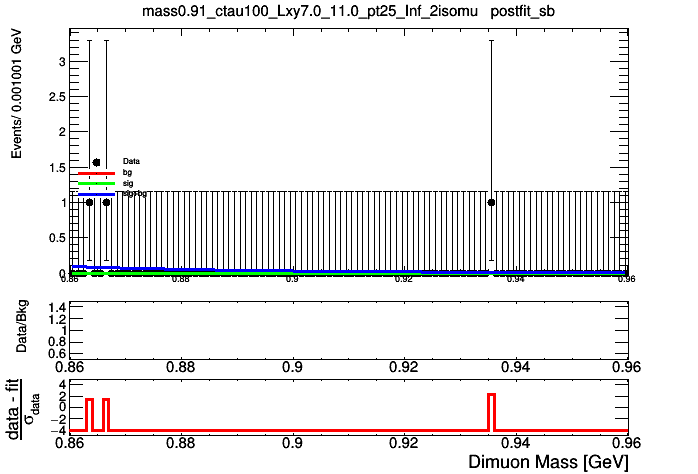 mass0.91_ctau100_Lxy7.0_11.0_pt25_Inf_2isomu postfit_sb
Events/ 0.001001 GeV
3
2.5
2
1.5
1
0.5
0
Data
bg
sig
sig+bg
0.86 0.88 0.9 0.92 0.94 0.96
Data/Bkg
1.4
1.2
1
0.8
0.6
0.86 0.88 0.9 0.92 0.94 0.96
data - fit
σdata
4
2
0
−2
−4
0.86 0.88 0.9 0.92 0.94 0.96
Dimuon Mass [GeV]